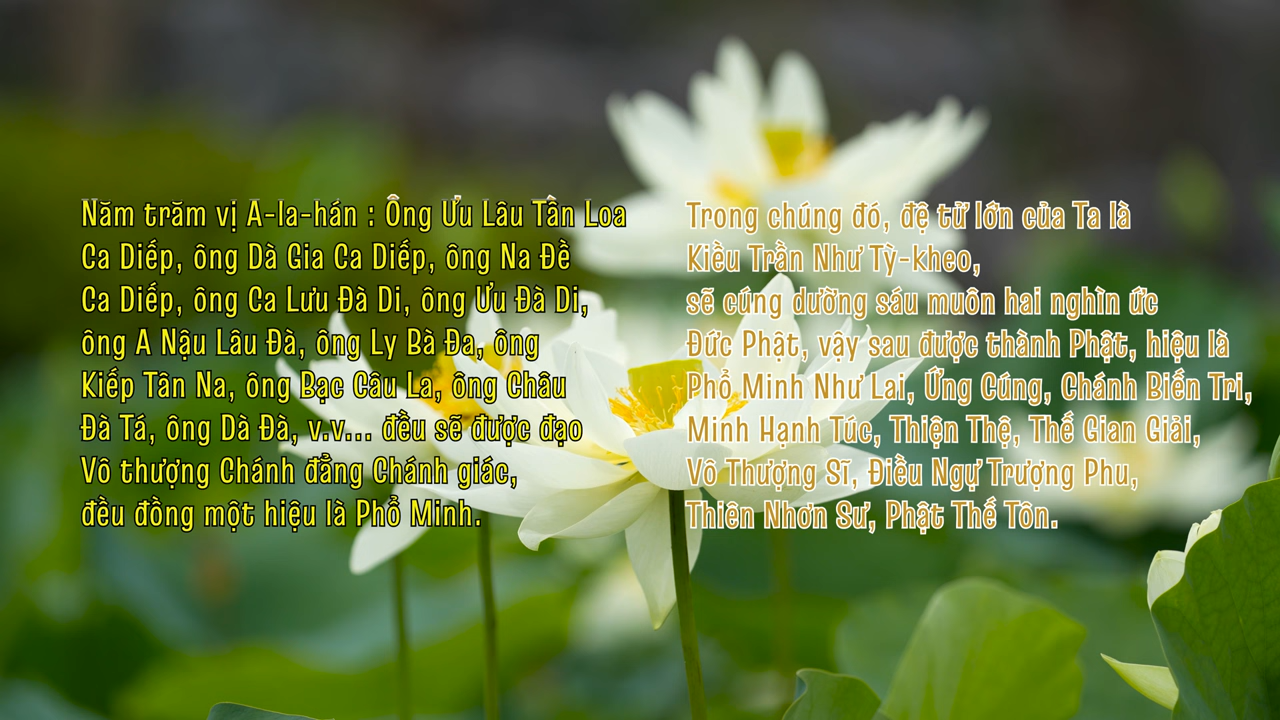 Năm trăm vị A-la-hán : Ông Ưu Lâu Tần Loa
Ca Diếp, ông Dà Gia Ca Diếp, ông Na Đề
Ca Diếp, ông Ca Lưu Đà Di, ông Ưu Đà Di,
ông A Nậu Lâu Đà, ông Ly Bà Đa, ông
Kiếp Tân Na, ông Bạc Câu La, ông Châu
Đà Tá, ông Dà Đà, v.v... đều sẽ được đạo
Vô thượng Chánh đẳng Chánh giác,
đều đồng một hiệu là Phổ Minh.
Trong chúng đó, đệ tử lớn của Ta là
Kiều Trần Như Tỳ-kheo,
sẽ cúng dường sáu muôn hai nghìn ức
Đức Phật, vậy sau được thành Phật, hiệu là
Phổ Minh Như Lai, Ứng Cúng, Chánh Biến Tri,
Minh Hạnh Túc, Thiện Thệ, Thế Gian Giải,
Vô Thượng Sĩ, Điều Ngự Trượng Phu,
Thiên Nhơn Sư, Phật Thế Tôn.